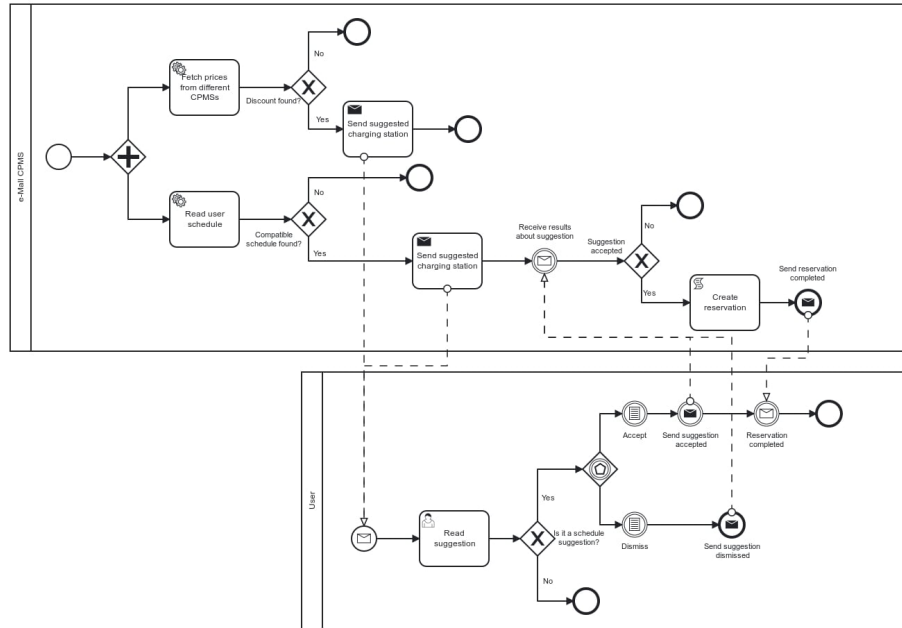 e-Mall CPMS
No
Fetch prices
from different
CPMSs
Discount found?
Yes
Send suggested
charging station
No
Read user
schedule
Compatible
schedule found?
Yes
Send suggested
charging station
Receive results
about suggestion
Suggestion
accepted
No
Yes
Create
reservation
Send reservation
completed
User
Accept
Send suggestion
accepted
Reservation
completed
Yes
Read
suggestion
Is it a schedule
suggestion?
Dismiss
Send suggestion
dismissed
No